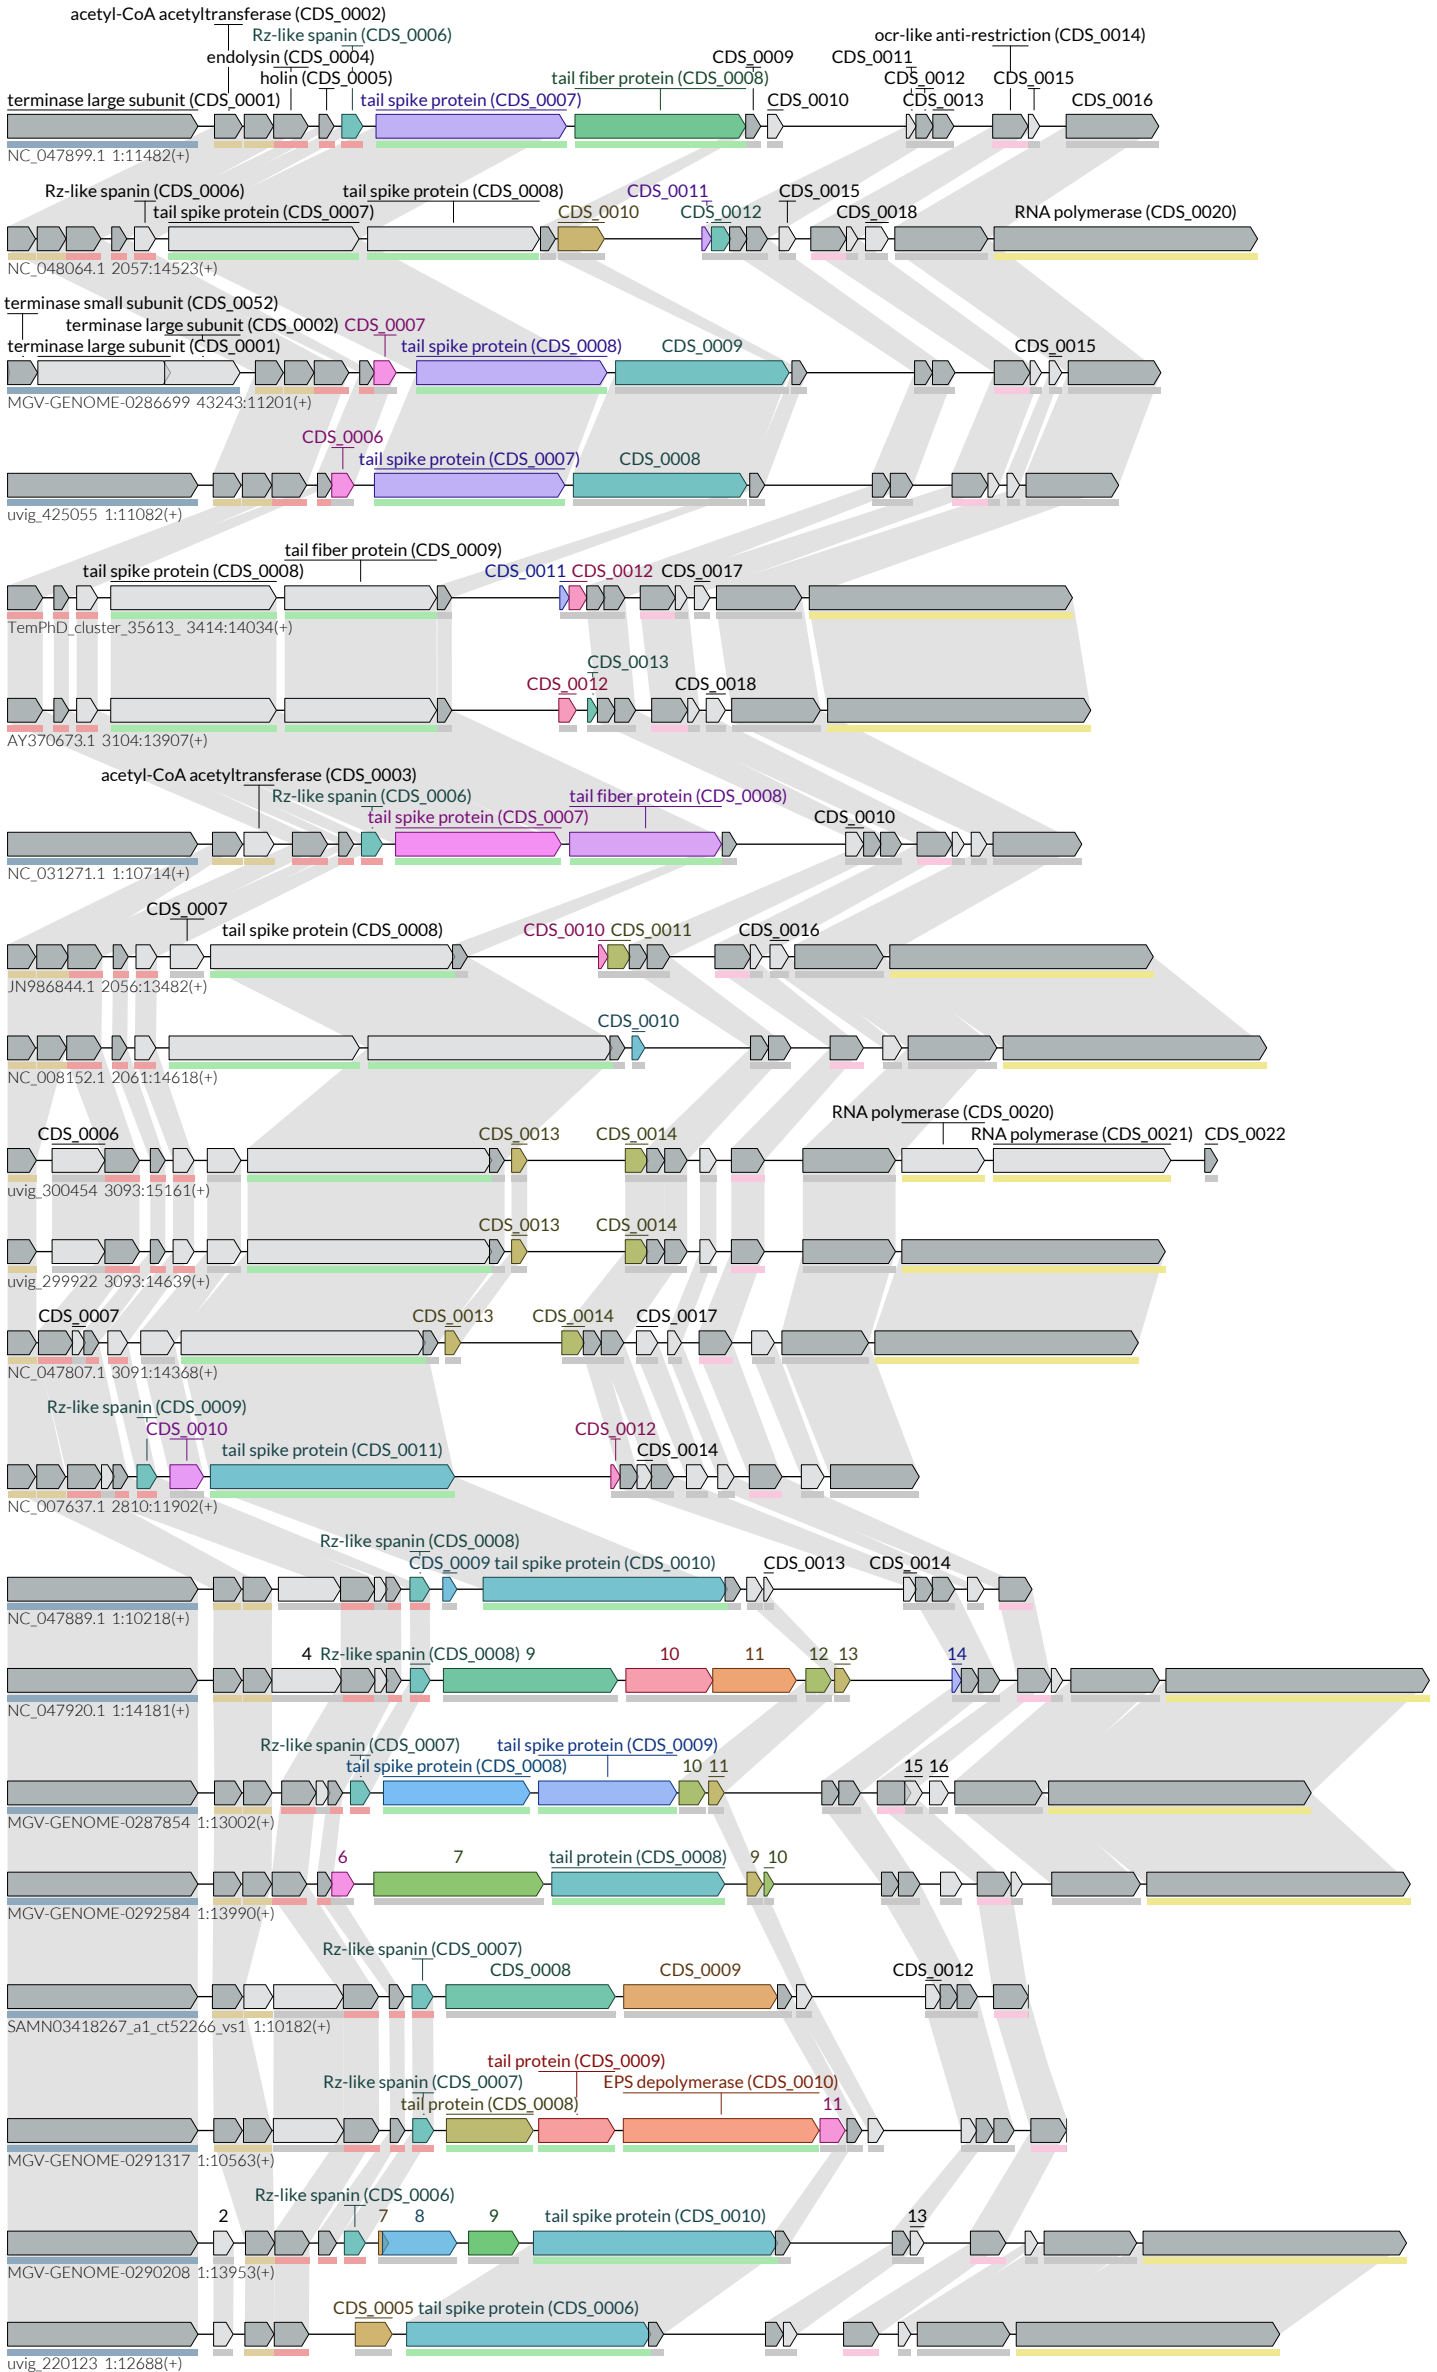 acetyl-CoA acetyltransferase (CDS_0002)
Rz-like spanin (CDS_0006)
ocr-like anti-restriction (CDS_0014)
endolysin (CDS_0004)
CDS_0009
CDS_0011
holin (CDS_0005)
tail fiber protein (CDS_0008)
CDS_0012
CDS_0015
terminase large subunit (CDS_0001)
tail spike protein (CDS_0007)
CDS_0010
CDS_0013
CDS_0016
NC_047899.1 1:11482(+)
Rz-like spanin (CDS_0006)
tail spike protein (CDS_0008)
CDS_0011
CDS_0015
tail spike protein (CDS_0007)
CDS_0010
CDS_0012
CDS_0018
RNA polymerase (CDS_0020)
NC_048064.1 2057:14523(+)
terminase small subunit (CDS_0052)
terminase large subunit (CDS_0002)
CDS_0007
terminase large subunit (CDS_0001)
tail spike protein (CDS_0008)
CDS_0009
CDS_0015
MGV-GENOME-0286699 43243:11201(+)
CDS_0006
tail spike protein (CDS_0007)
CDS_0008
uvig_425055 1:11082(+)
tail fiber protein (CDS_0009)
tail spike protein (CDS_0008)
CDS_0011
CDS_0012
CDS_0017
TemPhD_cluster_35613_ 3414:14034(+)
CDS_0013
CDS_0012
CDS_0018
AY370673.1 3104:13907(+)
acetyl-CoA acetyltransferase (CDS_0003)
Rz-like spanin (CDS_0006)
tail fiber protein (CDS_0008)
tail spike protein (CDS_0007)
CDS_0010
NC_031271.1 1:10714(+)
CDS_0007
tail spike protein (CDS_0008)
CDS_0010
CDS_0011
CDS_0016
JN986844.1 2056:13482(+)
CDS_0010
NC_008152.1 2061:14618(+)
RNA polymerase (CDS_0020)
CDS_0006
CDS_0013
CDS_0014
RNA polymerase (CDS_0021)
CDS_0022
uvig_300454 3093:15161(+)
CDS_0013
CDS_0014
uvig_299922 3093:14639(+)
CDS_0007
CDS_0013
CDS_0014
CDS_0017
NC_047807.1 3091:14368(+)
Rz-like spanin (CDS_0009)
CDS_0010
CDS_0012
tail spike protein (CDS_0011)
CDS_0014
NC_007637.1 2810:11902(+)
Rz-like spanin (CDS_0008)
CDS_0009
tail spike protein (CDS_0010)
CDS_0013
CDS_0014
NC_047889.1 1:10218(+)
4
Rz-like spanin (CDS_0008)
9
10
11
12
13
14
NC_047920.1 1:14181(+)
Rz-like spanin (CDS_0007)
tail spike protein (CDS_0009)
tail spike protein (CDS_0008)
10
11
15
16
MGV-GENOME-0287854 1:13002(+)
6
7
tail protein (CDS_0008)
9
10
MGV-GENOME-0292584 1:13990(+)
Rz-like spanin (CDS_0007)
CDS_0008
CDS_0009
CDS_0012
SAMN03418267_a1_ct52266_vs1 1:10182(+)
tail protein (CDS_0009)
Rz-like spanin (CDS_0007)
EPS depolymerase (CDS_0010)
tail protein (CDS_0008)
11
MGV-GENOME-0291317 1:10563(+)
Rz-like spanin (CDS_0006)
2
7
8
9
tail spike protein (CDS_0010)
13
MGV-GENOME-0290208 1:13953(+)
CDS_0005
tail spike protein (CDS_0006)
uvig_220123 1:12688(+)